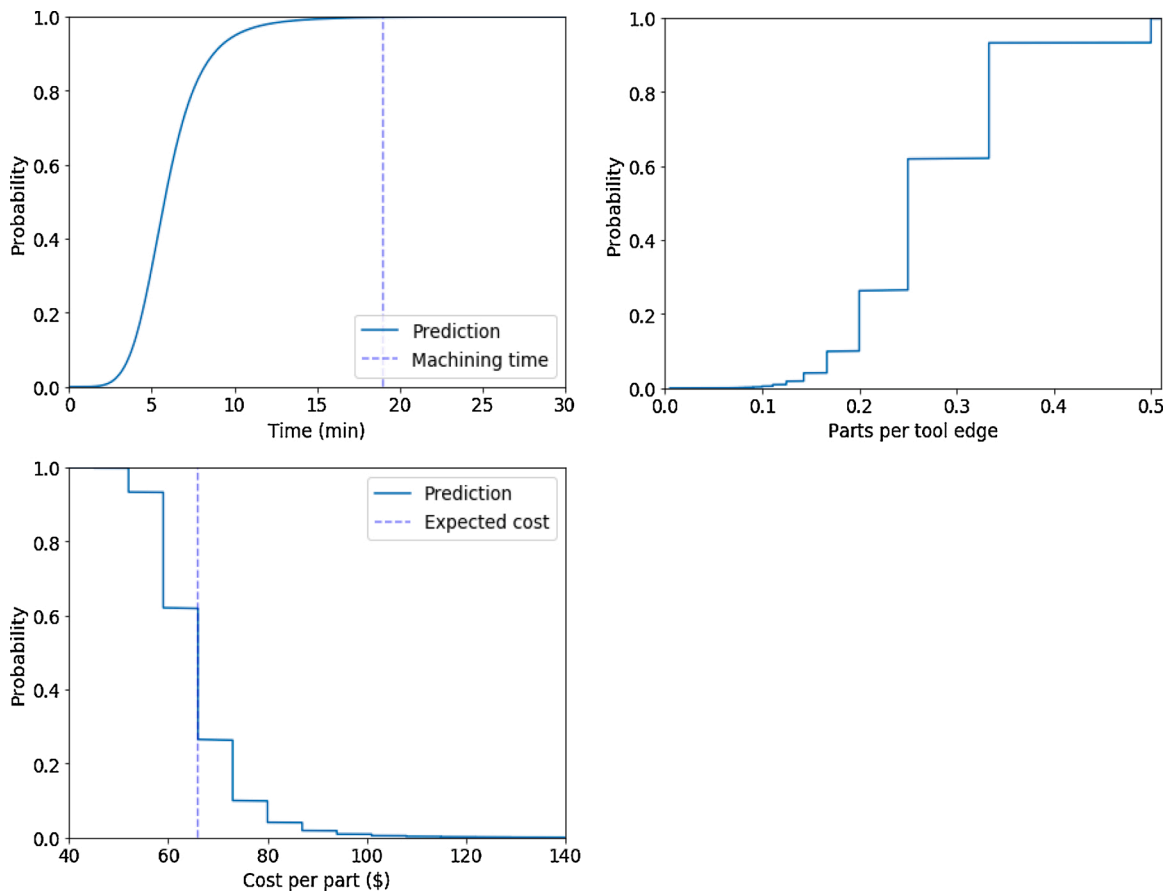 1.0
0.8
0.6
0.4
0.2
0.0
Probability
0 5 10 15 20 25 30
Time (min)
Prediction
Machining time
1.0
0.8
0.6
0.4
0.2
0.0
Probability
0.0 0.1 0.2 0.3 0.4 0.5
Parts per tool edge
1.0
0.8
0.6
0.4
0.2
0.0
Probability
40 60 80 100 120 140
Cost per part ($)
Prediction
Expected cost